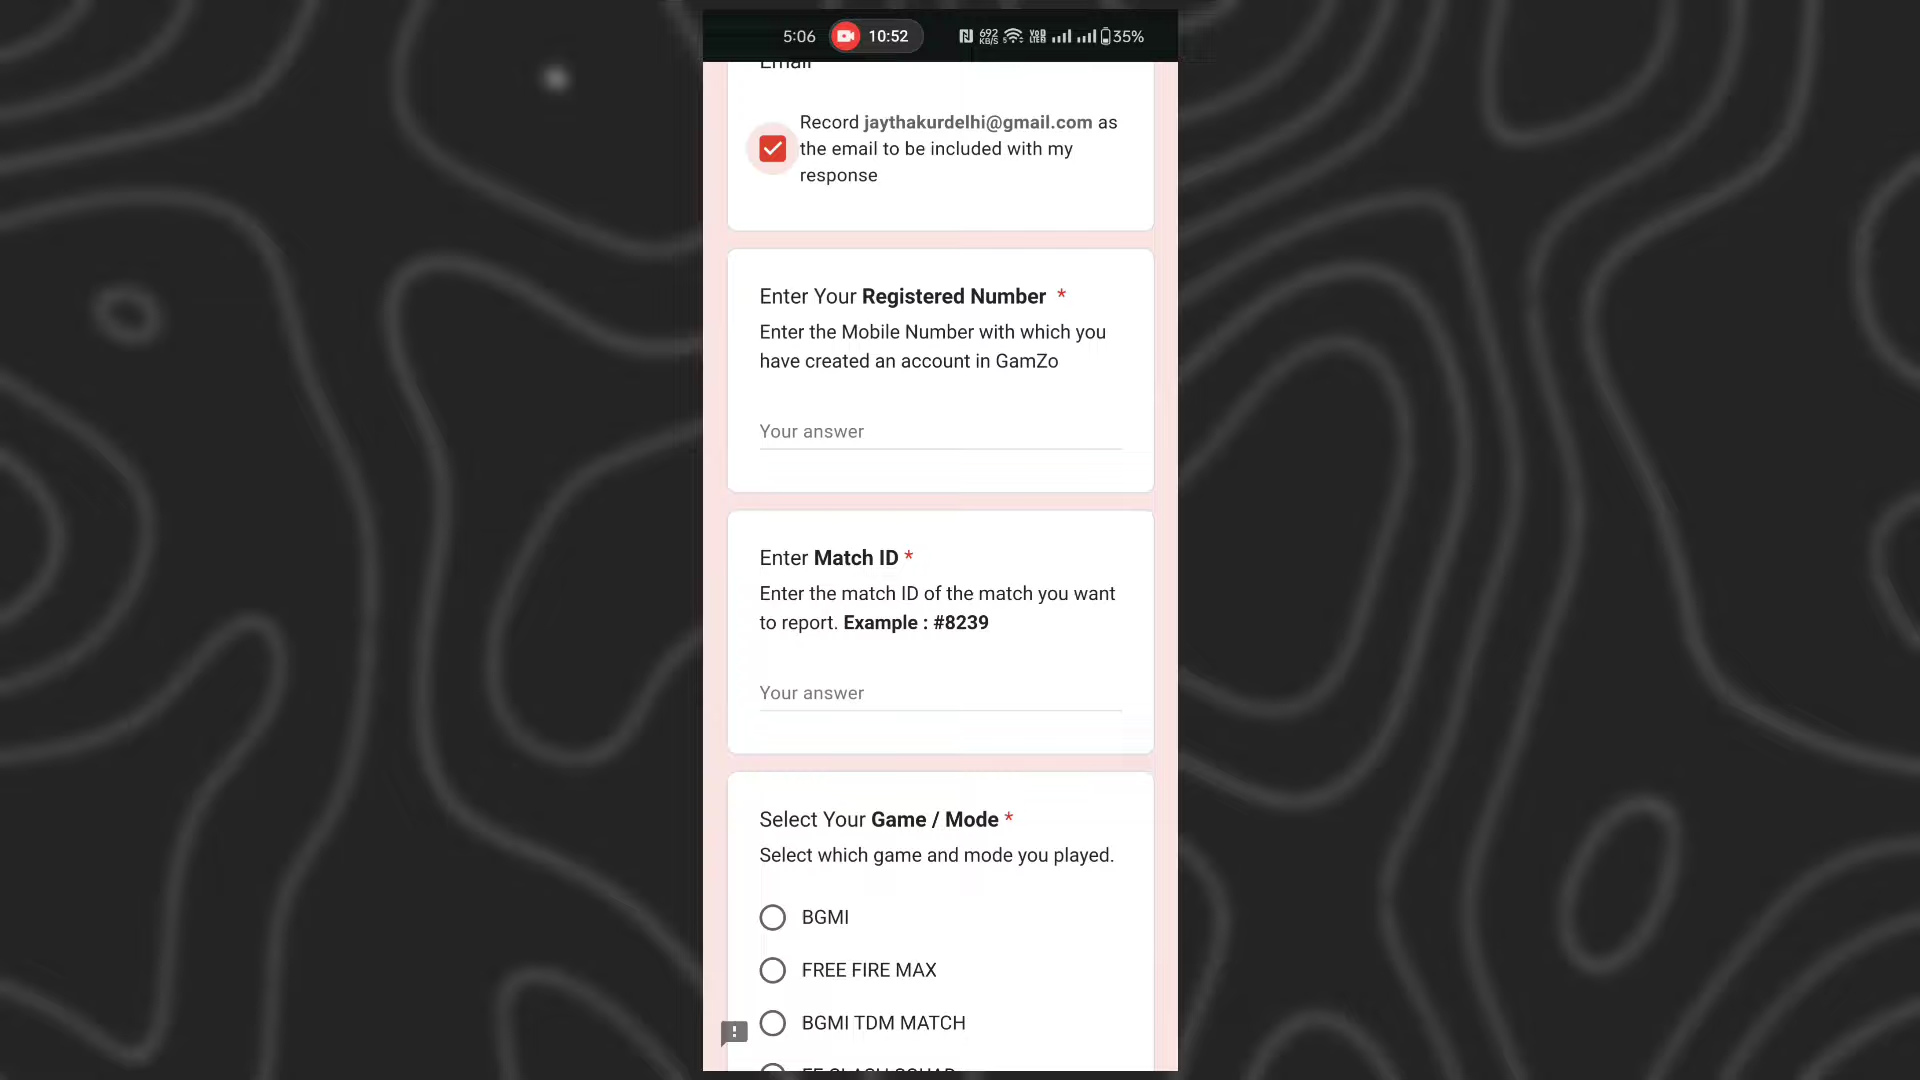 5:06 10:52 692 KB/S 35%
Email
Record jaythakurdelhi@gmail.com as
the email to be included with my
response
Enter Your Registered Number *
Enter the Mobile Number with which you
have created an account in GamZo
Your answer
Enter Match ID *
Enter the match ID of the match you want
to report. Example : #8239
Your answer
Select Your Game / Mode *
Select which game and mode you played.
BGMI
FREE FIRE MAX
BGMI TDM MATCH